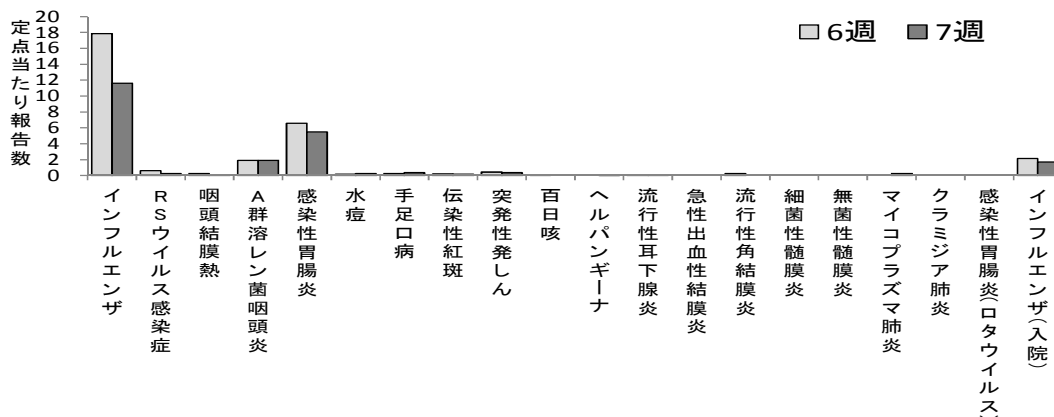 定点当たり報告数
20
18
16
14
12
10
8
6
4
2
0
6週 7週
インフルエンザ
RSウイルス感染症
咽頭結膜熱
A群溶レン菌咽頭炎
感染性胃腸炎
水痘
手足口病
伝染性紅斑
突発性発しん
百日咳
ヘルパンギーナ
流行性耳下腺炎
急性出血性結膜炎
流行性角結膜炎
細菌性髄膜炎
無菌性髄膜炎
マイコプラズマ肺炎
クラミジア肺炎
感染性胃腸炎(ロタウイルス)
インフルエンザ(入院)